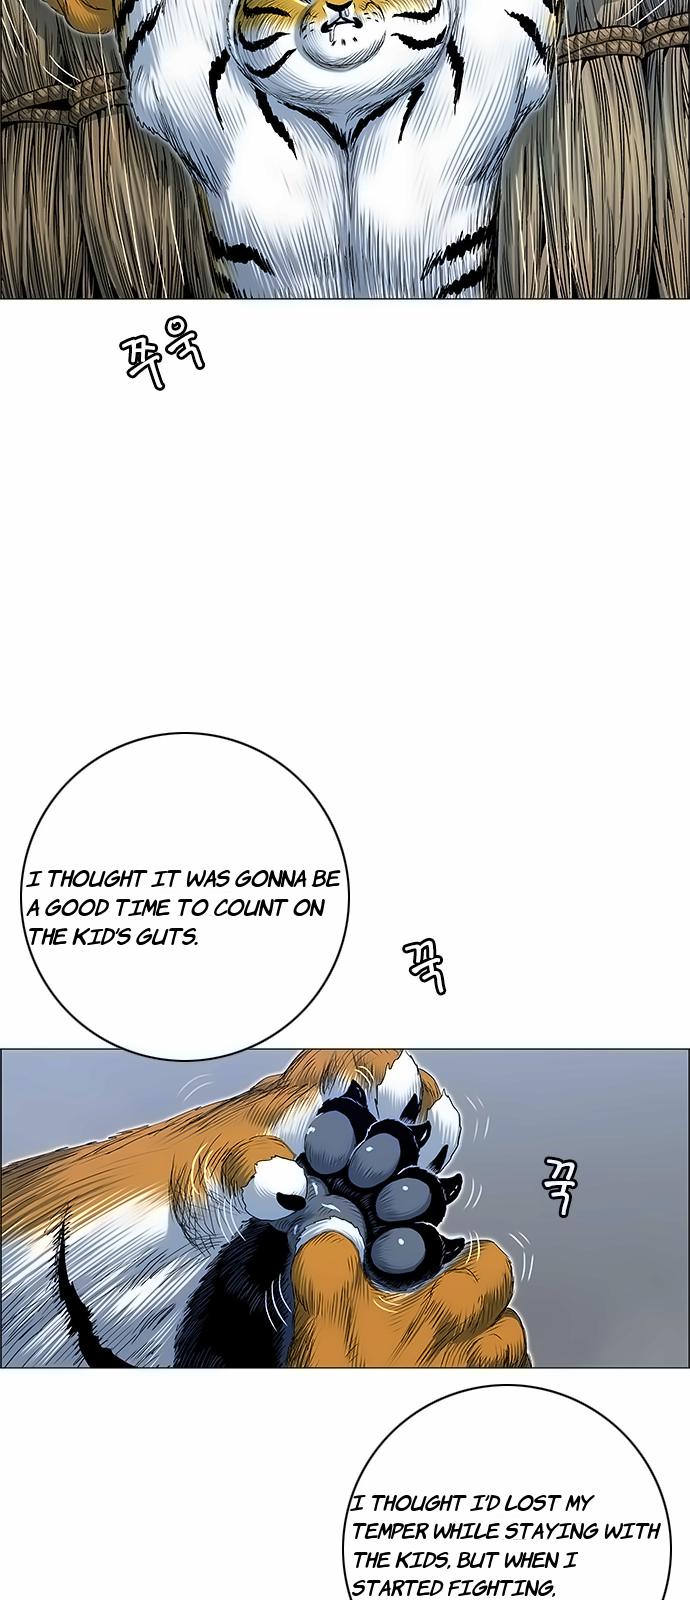 쭈욱
I THOUGHT IT WAS GONNA BE
A GOOD TIME TO COUNT ON
THE KID'S GUTS.
꾹
꾹
I THOUGHT I'D LOST MY
TEMPER WHILE STAYING WITH
THE KIDS, BUT WHEN I
STARTED FIGHTING,